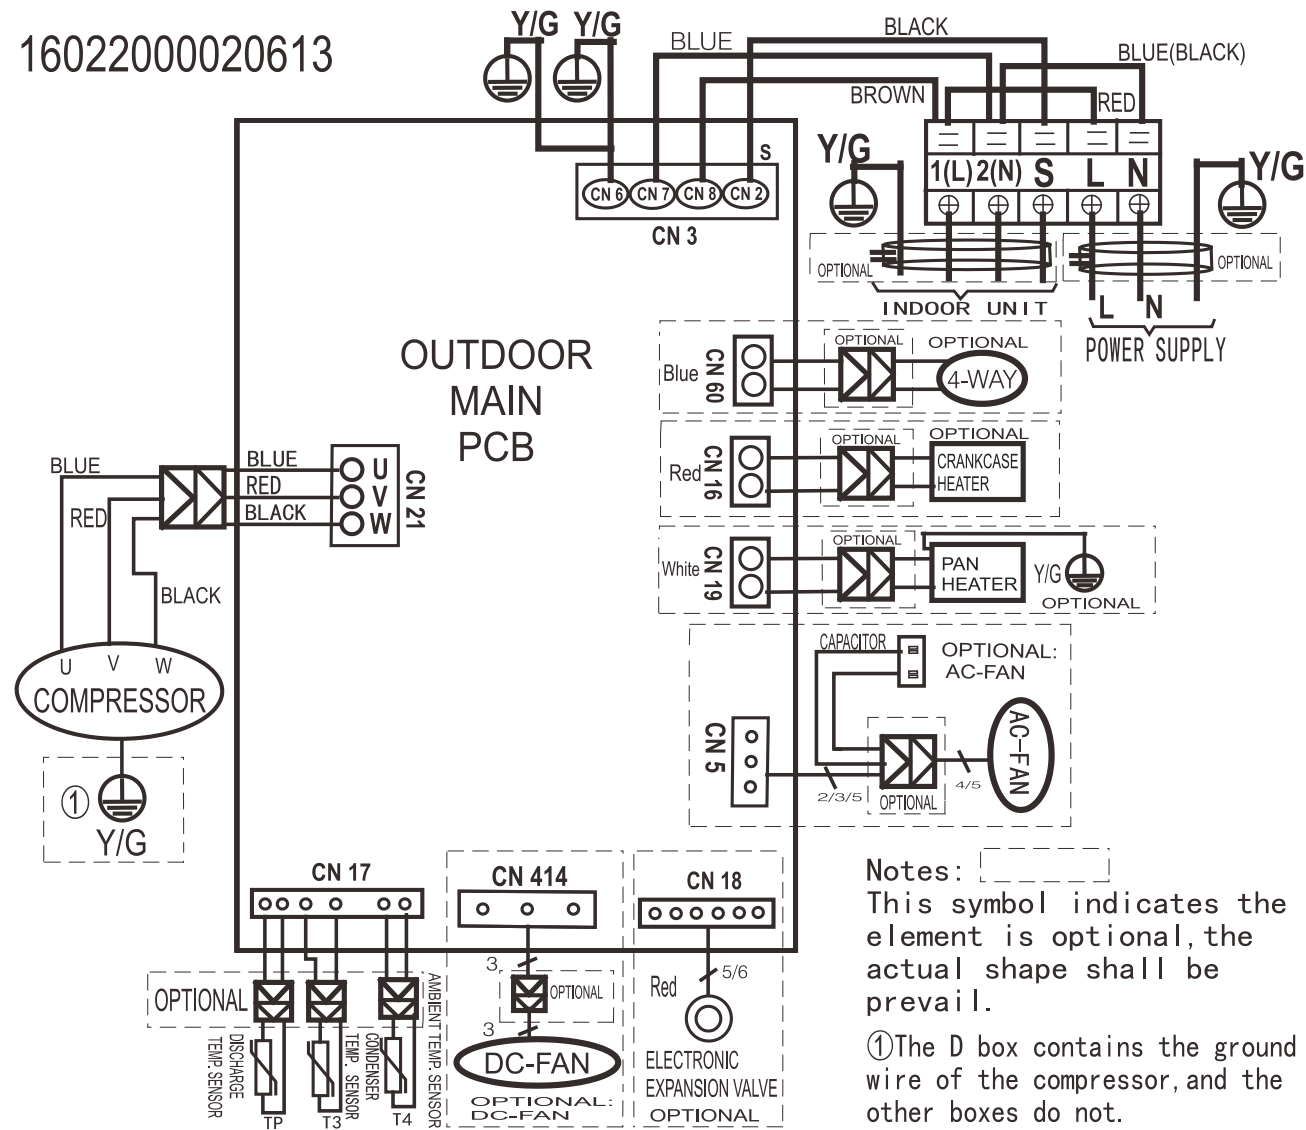 16022000020613
Y/G Y/G
BLUE
BLACK
BLUE(BLACK)
BROWN
RED
S
CN 6 CN 7 CN 8 CN 2
CN 3
Y/G
1(L) 2(N) S L N
Y/G
OPTIONAL
OPTIONAL
INDOOR UNIT
L N
POWER SUPPLY
OUTDOOR
MAIN
PCB
Blue
CN 60
OPTIONAL
OPTIONAL
4-WAY
Red
CN 16
OPTIONAL
OPTIONAL
CRANKCASE
HEATER
White
CN 19
OPTIONAL
PAN
HEATER
Y/G
OPTIONAL
BLUE
RED
BLACK
BLUE
RED
BLACK
U
V
W
CN 21
U V W
COMPRESSOR
①
Y/G
CAPACITOR
OPTIONAL:
AC-FAN
CN 5
2/3/5
OPTIONAL
4/5
AC-FAN
CN 17
OPTIONAL
DISCHARGE
TEMP. SENSOR
TP
TEMP. SENSOR
CONDENSER
T3
AMBIENT TEMP. SENSOR
T4
CN 414
3
OPTIONAL
3
DC-FAN
OPTIONAL:
DC-FAN
CN 18
Red
5/6
ELECTRONIC
EXPANSION VALVE
OPTIONAL
Notes:
This symbol indicates the
element is optional,the
actual shape shall be
prevail.
①The D box contains the ground
wire of the compressor,and the
other boxes do not.